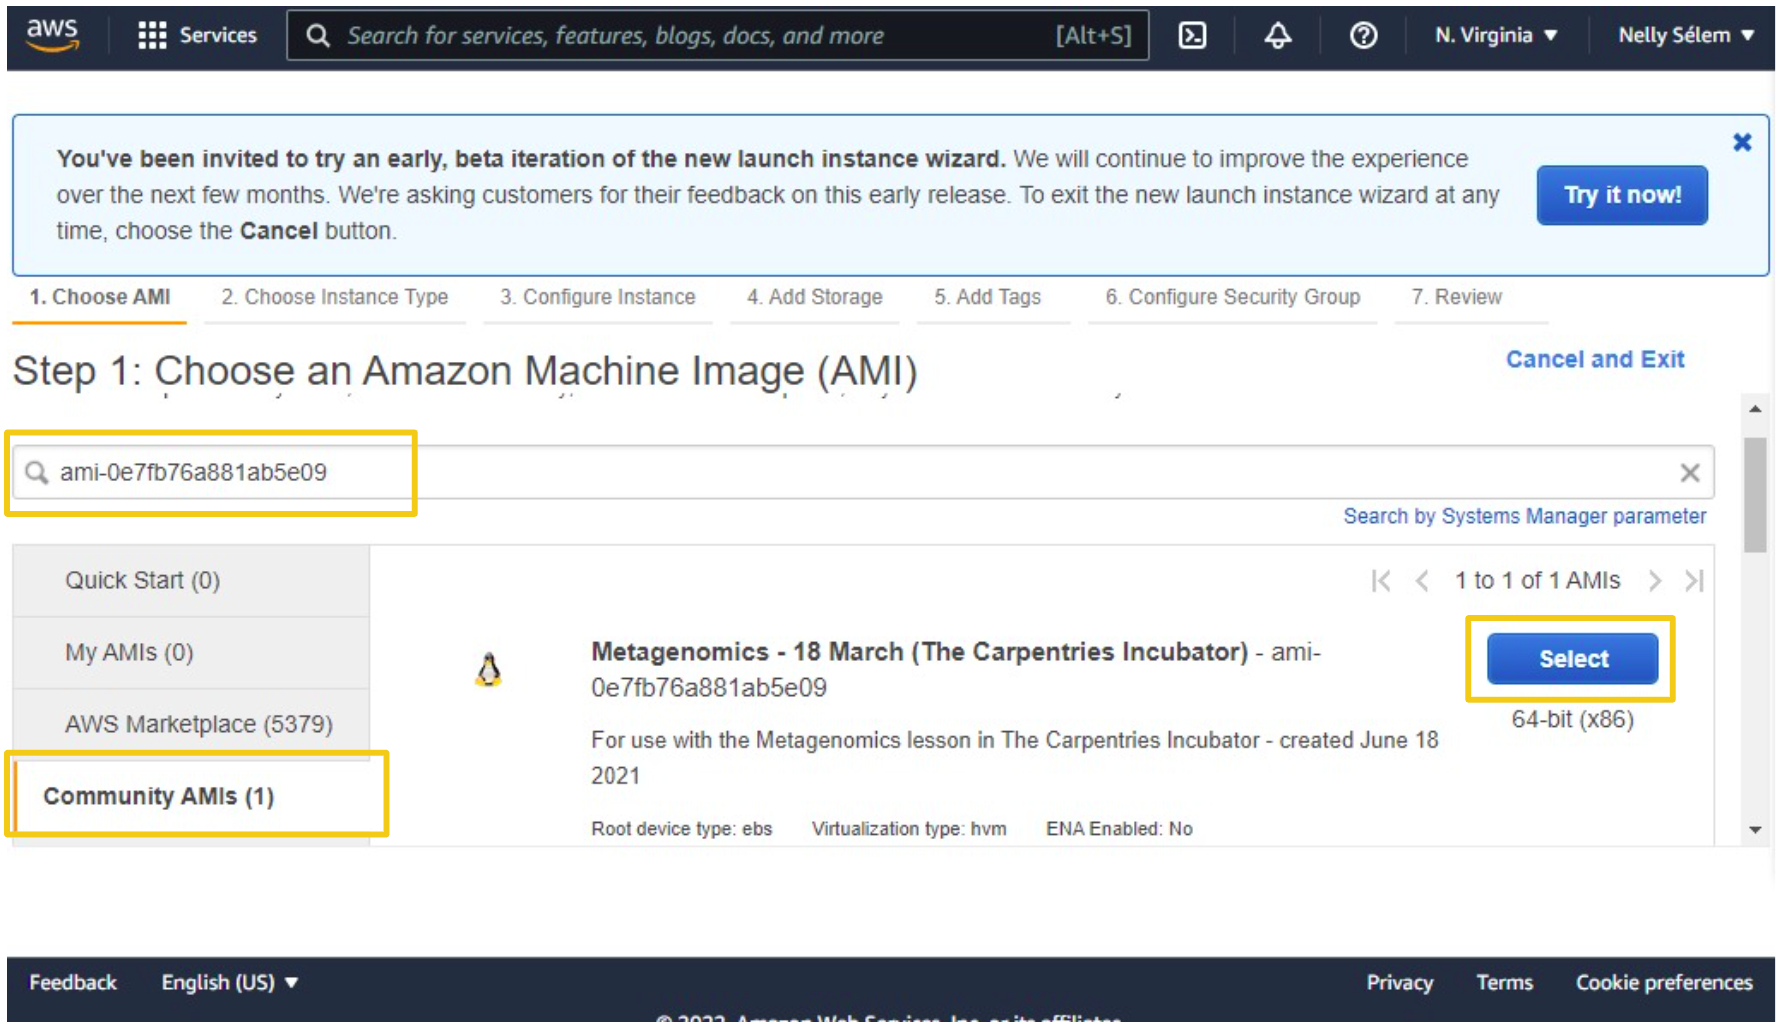 aws Services Search for services, features, blogs, docs, and more [Alt+S] N. Virginia ▼ Nelly Sélem ▼
You've been invited to try an early, beta iteration of the new launch instance wizard. We will continue to improve the experience
over the next few months. We're asking customers for their feedback on this early release. To exit the new launch instance wizard at any
time, choose the Cancel button.
Try it now!
1. Choose AMI 2. Choose Instance Type 3. Configure Instance 4. Add Storage 5. Add Tags 6. Configure Security Group 7. Review
Step 1: Choose an Amazon Machine Image (AMI)
Cancel and Exit
ami-0e7fb76a881ab5e09
Search by Systems Manager parameter
Quick Start (0)
My AMIs (0)
AWS Marketplace (5379)
Community AMIs (1)
1 to 1 of 1 AMIs
Metagenomics - 18 March (The Carpentries Incubator) - ami-
0e7fb76a881ab5e09
For use with the Metagenomics lesson in The Carpentries Incubator - created June 18
2021
Root device type: ebs Virtualization type: hvm ENA Enabled: No
Select
64-bit (x86)
Feedback English (US) ▼ Privacy Terms Cookie preferences
© 2022, Amazon Web Services, Inc. or its affiliates.